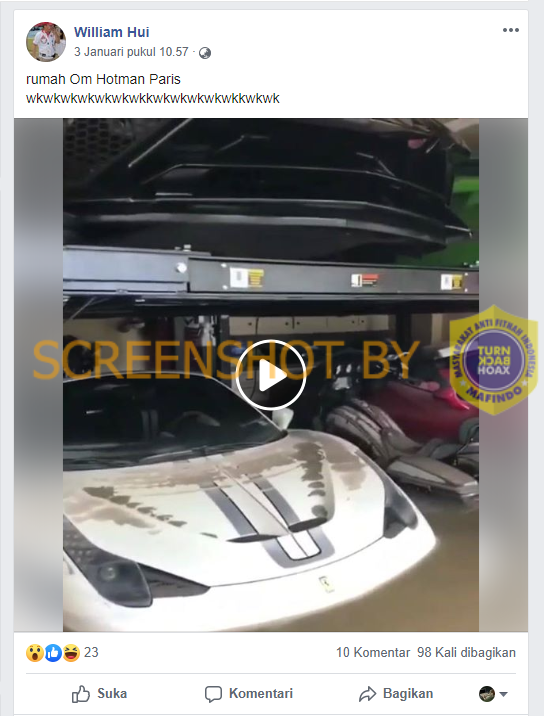 William Hui
3 Januari pukul 10.57 ·
rumah Om Hotman Paris
wkwkwkwkwkwkwkkwkwkwkwkwkkwkwk
SCREENSHOT BY
MASYARAKAT ANTI FITNAH INDONESIA
TURN
BACK
HOAX
MAFINDO
23
10 Komentar 98 Kali dibagikan
Suka
Komentari
Bagikan